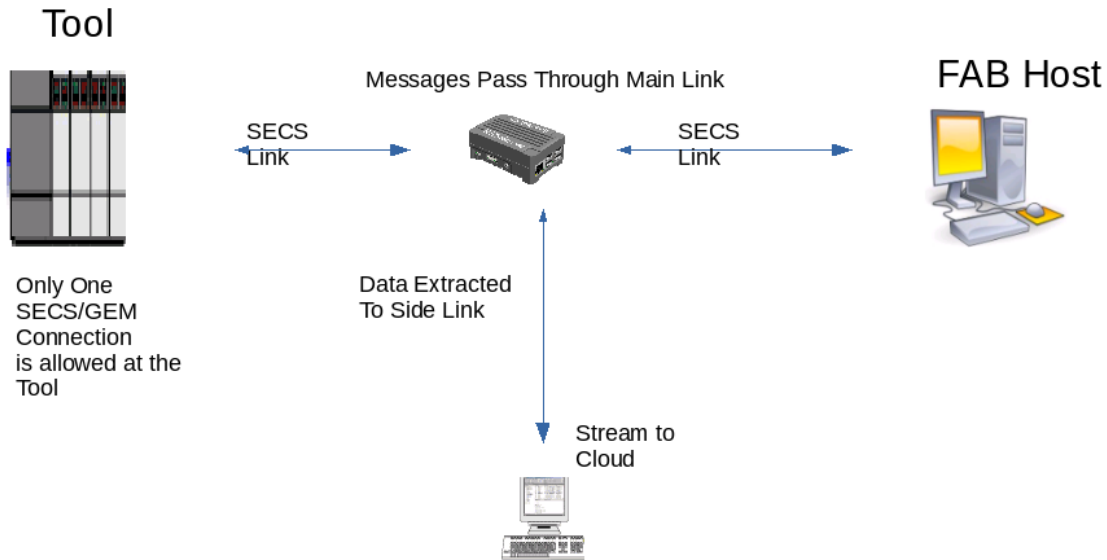 Tool
FAB Host
Messages Pass Through Main Link
SECS
Link
SECS
Link
Only One
SECS/GEM
Connection
is allowed at the
Tool
Data Extracted
To Side Link
Stream to
Cloud